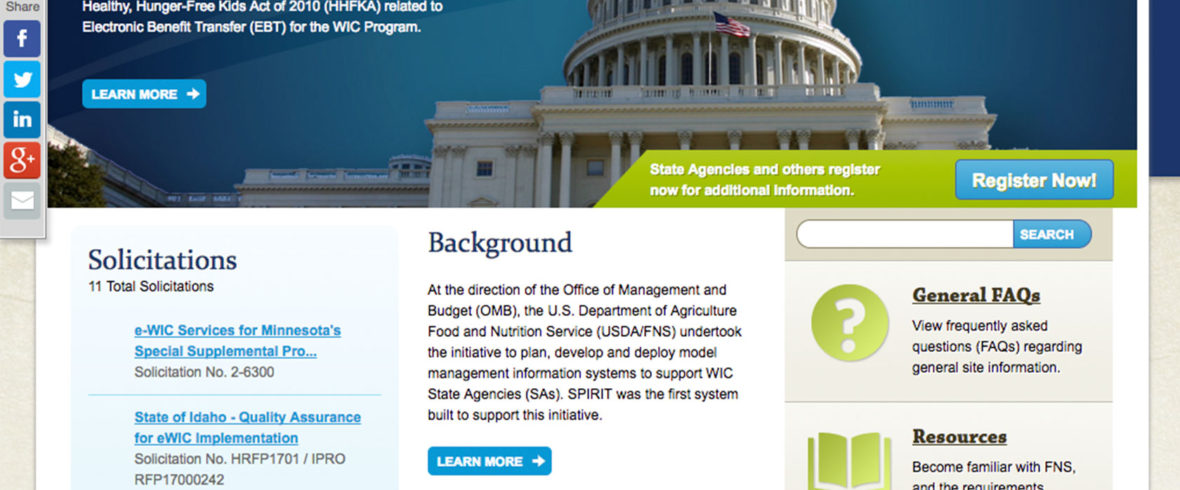 Share
f
in
g+
Healthy, Hunger-Free Kids Act of 2010 (HHFKA) related to
Electronic Benefit Transfer (EBT) for the WIC Program.
LEARN MORE
State Agencies and others register
now for additional information.
Register Now!
Solicitations
11 Total Solicitations
e-WIC Services for Minnesota's
Special Supplemental Pro...
Solicitation No. 2-6300
State of Idaho - Quality Assurance
for eWIC Implementation
Solicitation No. HRFP1701 / IPRO
RFP17000242
Background
At the direction of the Office of Management and
Budget (OMB), the U.S. Department of Agriculture
Food and Nutrition Service (USDA/FNS) undertook
the initiative to plan, develop and deploy model
management information systems to support WIC
State Agencies (SAs). SPIRIT was the first system
built to support this initiative.
LEARN MORE
SEARCH
?
General FAQs
View frequently asked
questions (FAQs) regarding
general site information.
Resources
Become familiar with FNS,
and the requirements